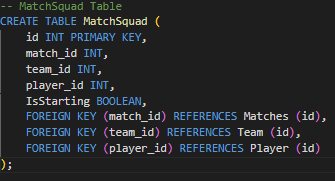 -- MatchSquad Table
CREATE TABLE MatchSquad (
    id INT PRIMARY KEY,
    match_id INT,
    team_id INT,
    player_id INT,
    IsStarting BOOLEAN,
    FOREIGN KEY (match_id) REFERENCES Matches (id),
    FOREIGN KEY (team_id) REFERENCES Team (id),
    FOREIGN KEY (player_id) REFERENCES Player (id)
);